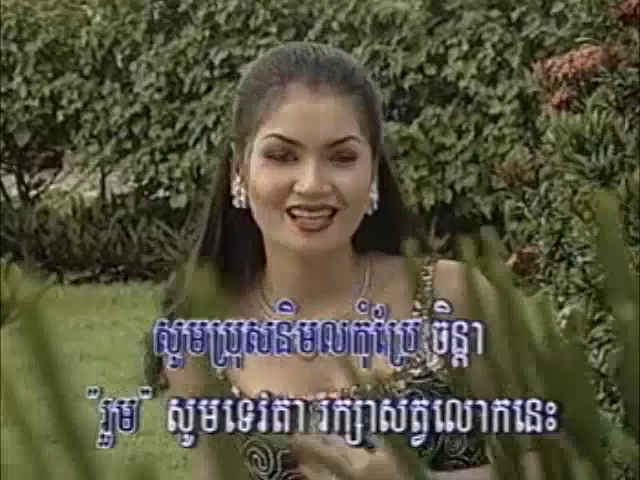 សូមប្រុសនិមលកុំប្រែ ចិន្តា
"រួម" សូមទេវតា រក្សាសត្វលោកនេះ